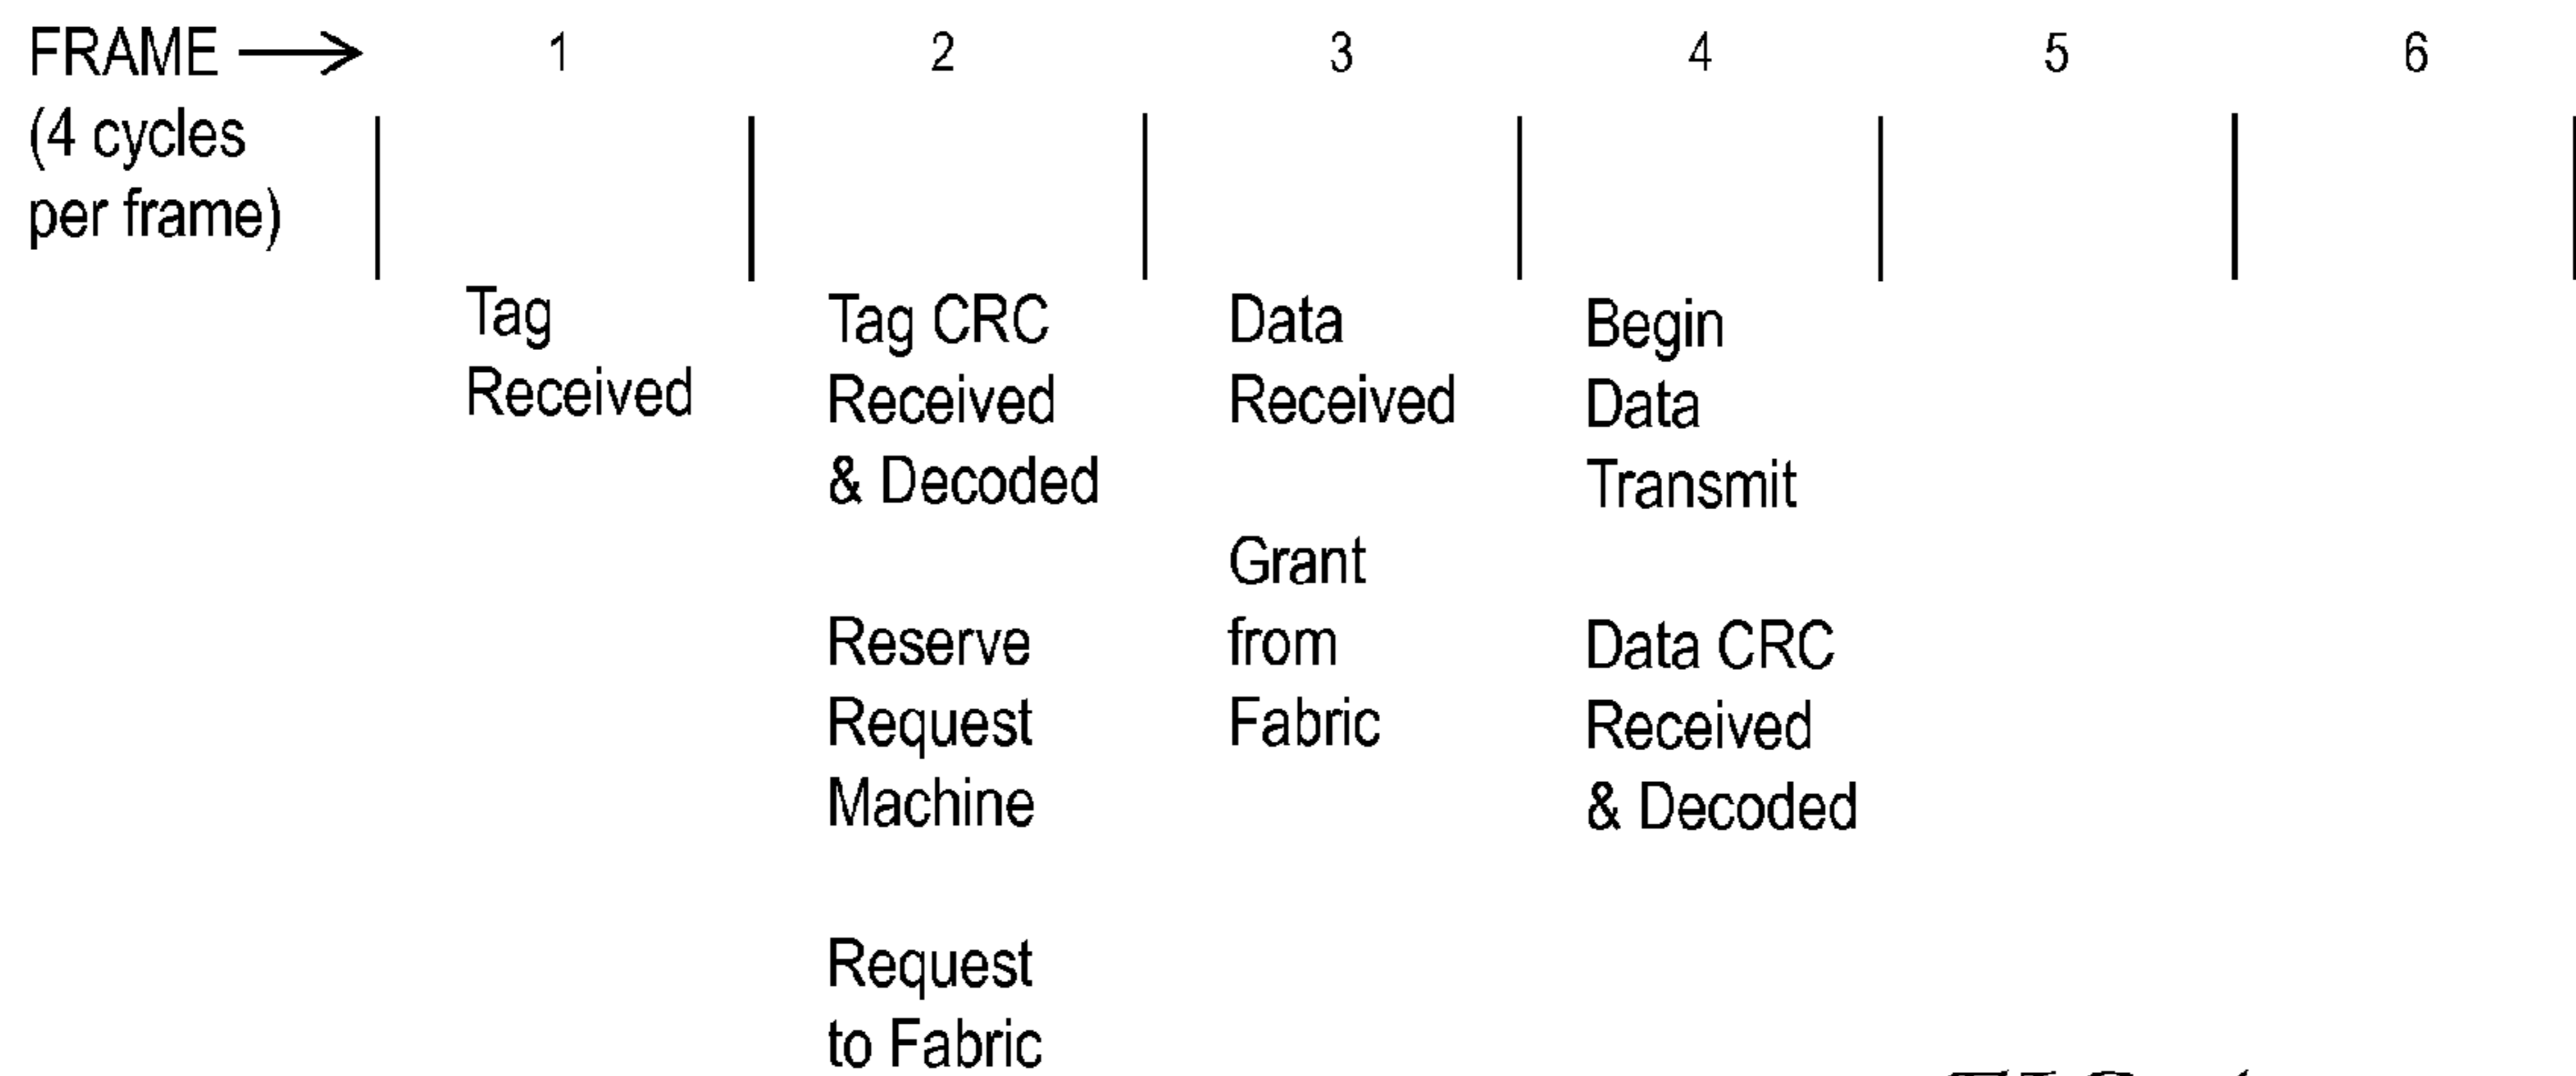 FRAME → 1 2 3 4 5 6
(4 cycles
per frame)
Tag
Received
Tag CRC
Received
& Decoded
Reserve
Request
Machine
Request
to Fabric
Data
Received
Grant
from
Fabric
Begin
Data
Transmit
Data CRC
Received
& Decoded